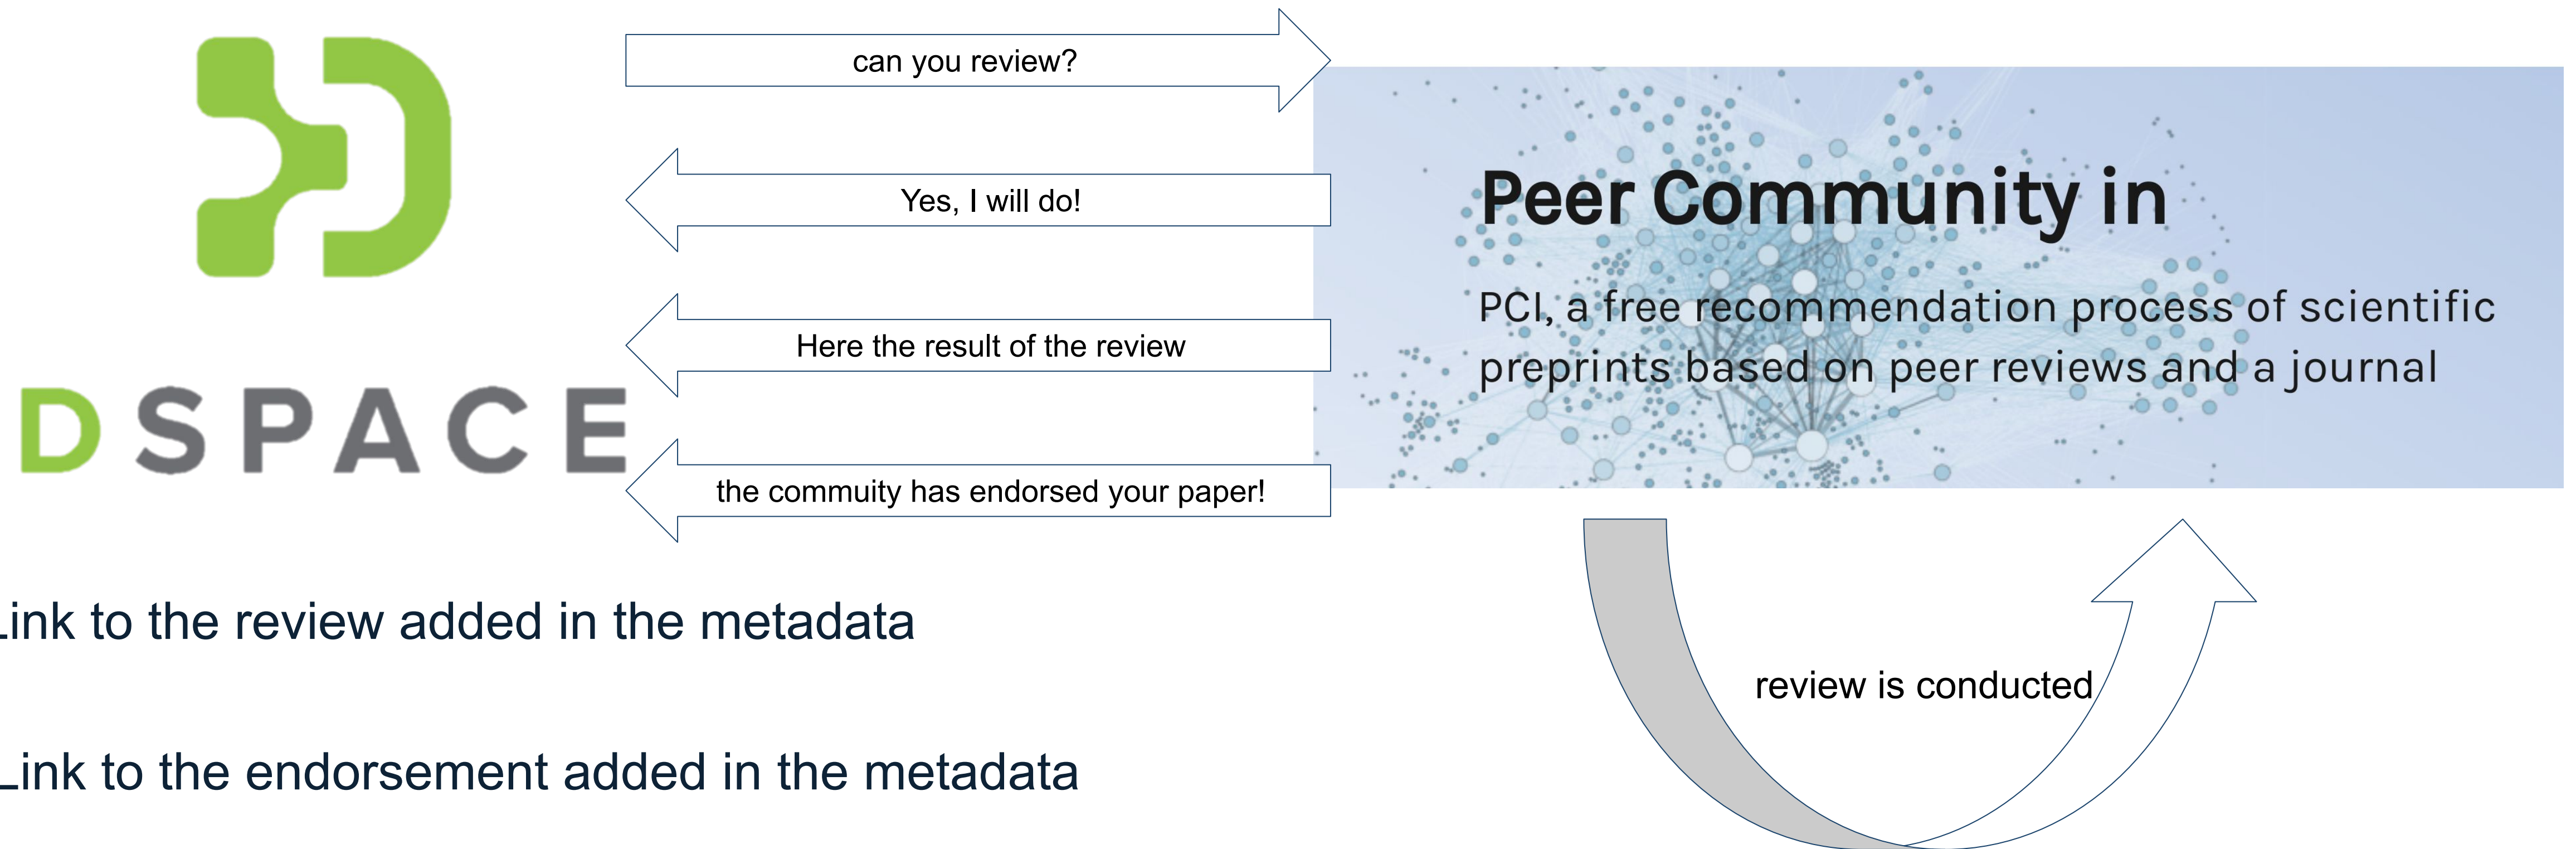 can you review?
Yes, I will do!
Here the result of the review
the commuity has endorsed your paper!
DSPACE
Peer Community in
PCI, a free recommendation process of scientific
preprints based on peer reviews and a journal
Link to the review added in the metadata
Link to the endorsement added in the metadata
review is conducted